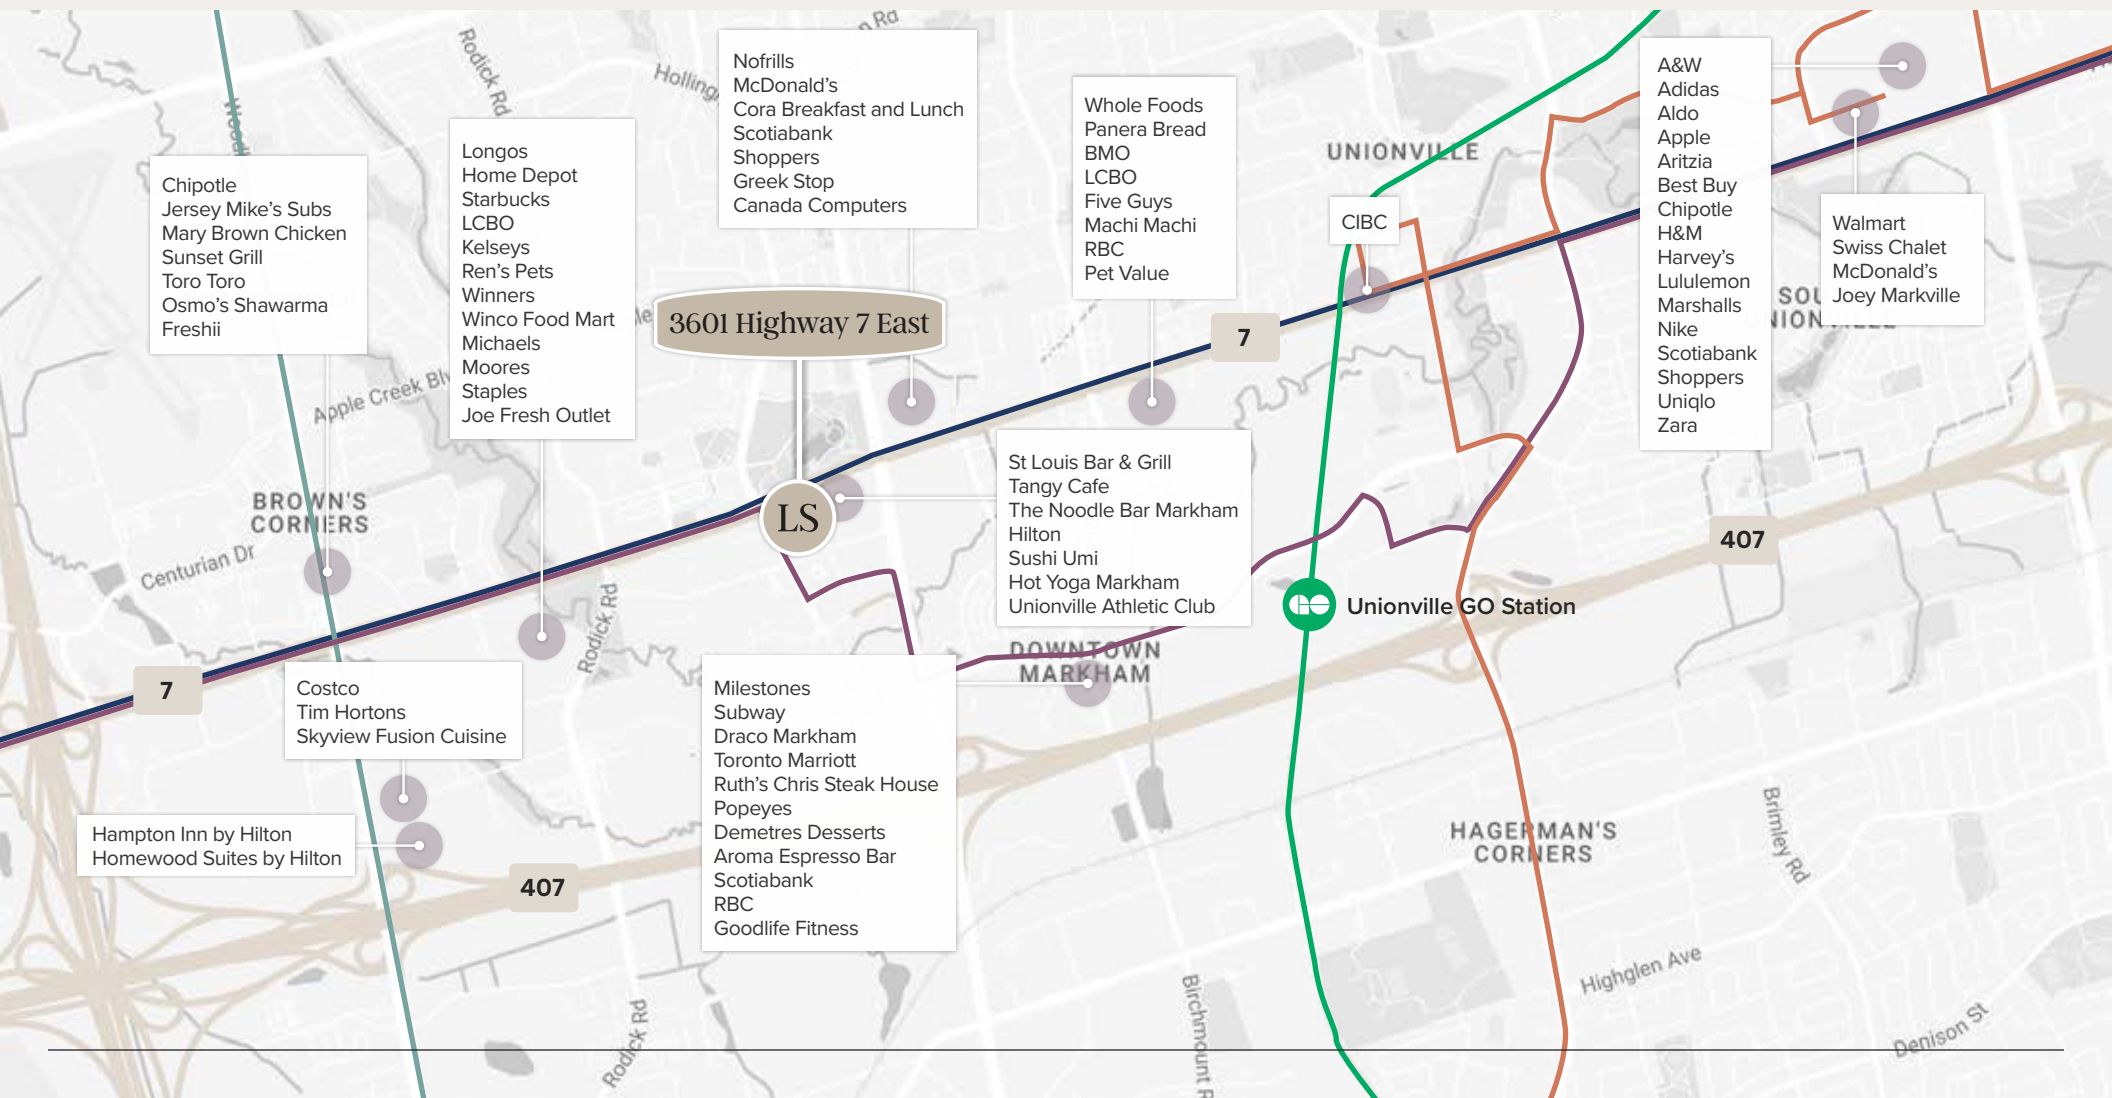 Rodick Rd
Holling
n Rd
Nofrills
McDonald's
Cora Breakfast and Lunch
Scotiabank
Shoppers
Greek Stop
Canada Computers
Whole Foods
Panera Bread
BMO
LCBO
Five Guys
Machi Machi
RBC
Pet Value
UNIONVILLE
CIBC
A&W
Adidas
Aldo
Apple
Aritzia
Best Buy
Chipotle
H&M
Harvey's
Lululemon
Marshalls
Nike
Scotiabank
Shoppers
Uniqlo
Zara
Walmart
Swiss Chalet
McDonald's
Joey Markville
Chipotle
Jersey Mike's Subs
Mary Brown Chicken
Sunset Grill
Toro Toro
Osmo's Shawarma
Freshii
Longos
Home Depot
Starbucks
LCBO
Kelseys
Ren's Pets
Winners
Winco Food Mart
Michaels
Moores
Staples
Joe Fresh Outlet
3601 Highway 7 East
7
Apple Creek Blv
BROWN'S
CORNERS
Centurian Dr
LS
St Louis Bar & Grill
Tangy Cafe
The Noodle Bar Markham
Hilton
Sushi Umi
Hot Yoga Markham
Unionville Athletic Club
407
Unionville GO Station
Rodick Rd
DOWNTOWN
MARKHAM
7
Costco
Tim Hortons
Skyview Fusion Cuisine
Milestones
Subway
Draco Markham
Toronto Marriott
Ruth's Chris Steak House
Popeyes
Demetres Desserts
Aroma Espresso Bar
Scotiabank
RBC
Goodlife Fitness
Hampton Inn by Hilton
Homewood Suites by Hilton
407
HAGERMAN'S
CORNERS
Brimley Rd
Highglen Ave
Denison St
Birchmount R
Rodick Rd